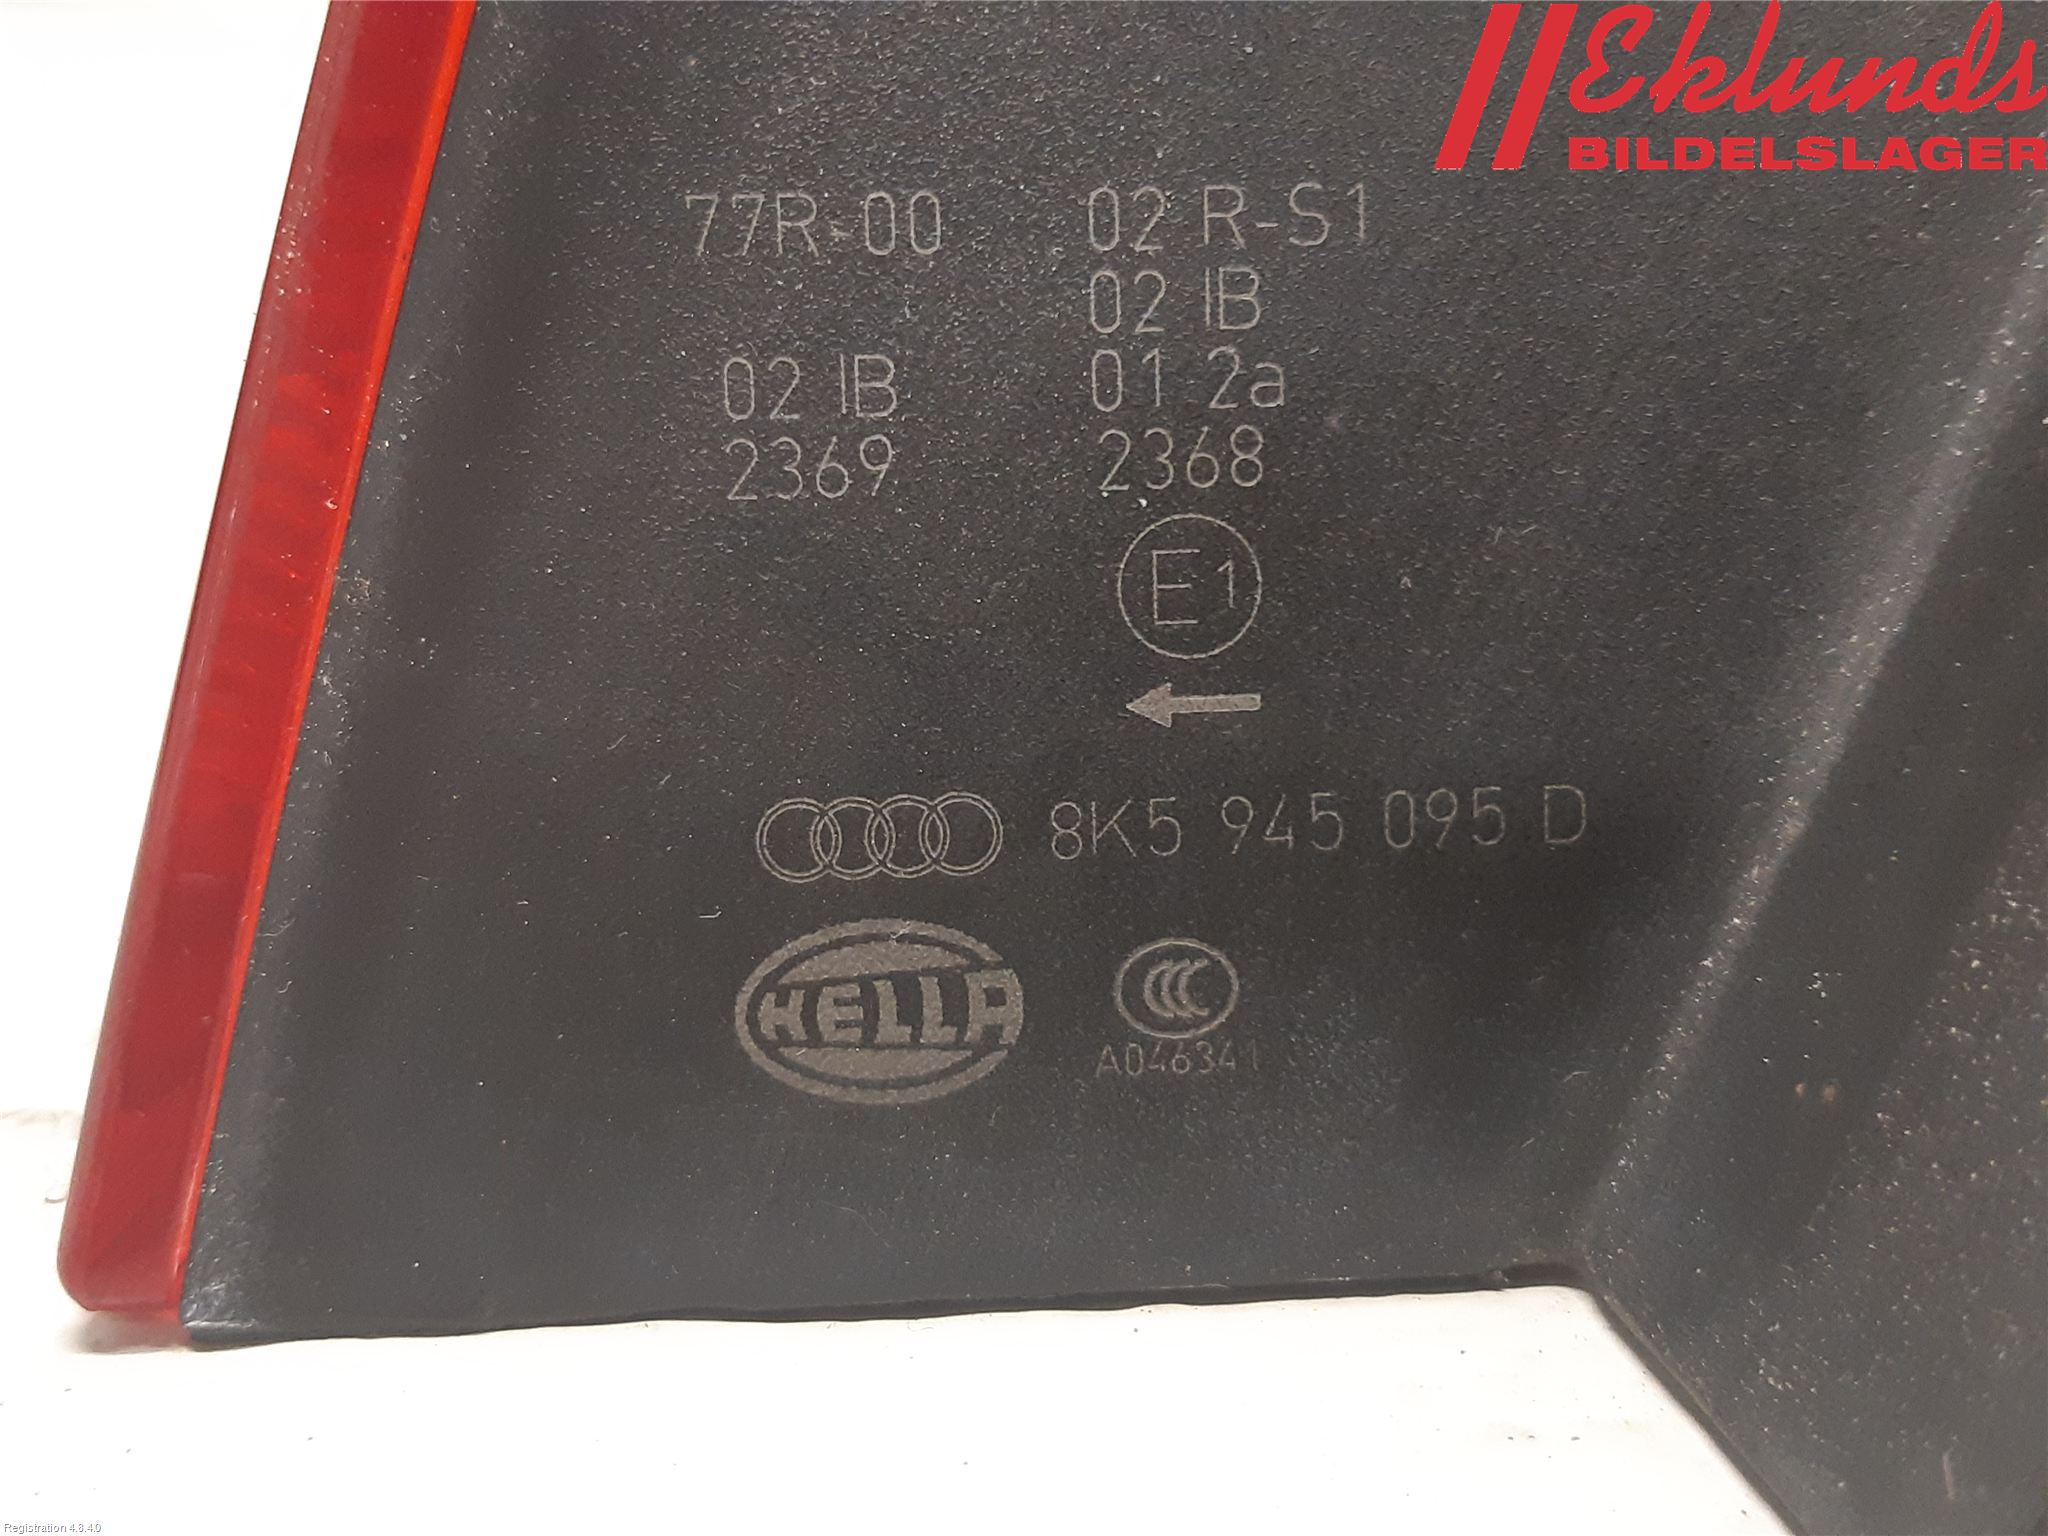 Eklunds
BILDELSLAGER
77R-00 02 R-S1
02 IB
02 IB 01 2a
2369 2368
E1
8K5 945 095 D
HELLA CCC
A046341
Registration 4.8.4.0